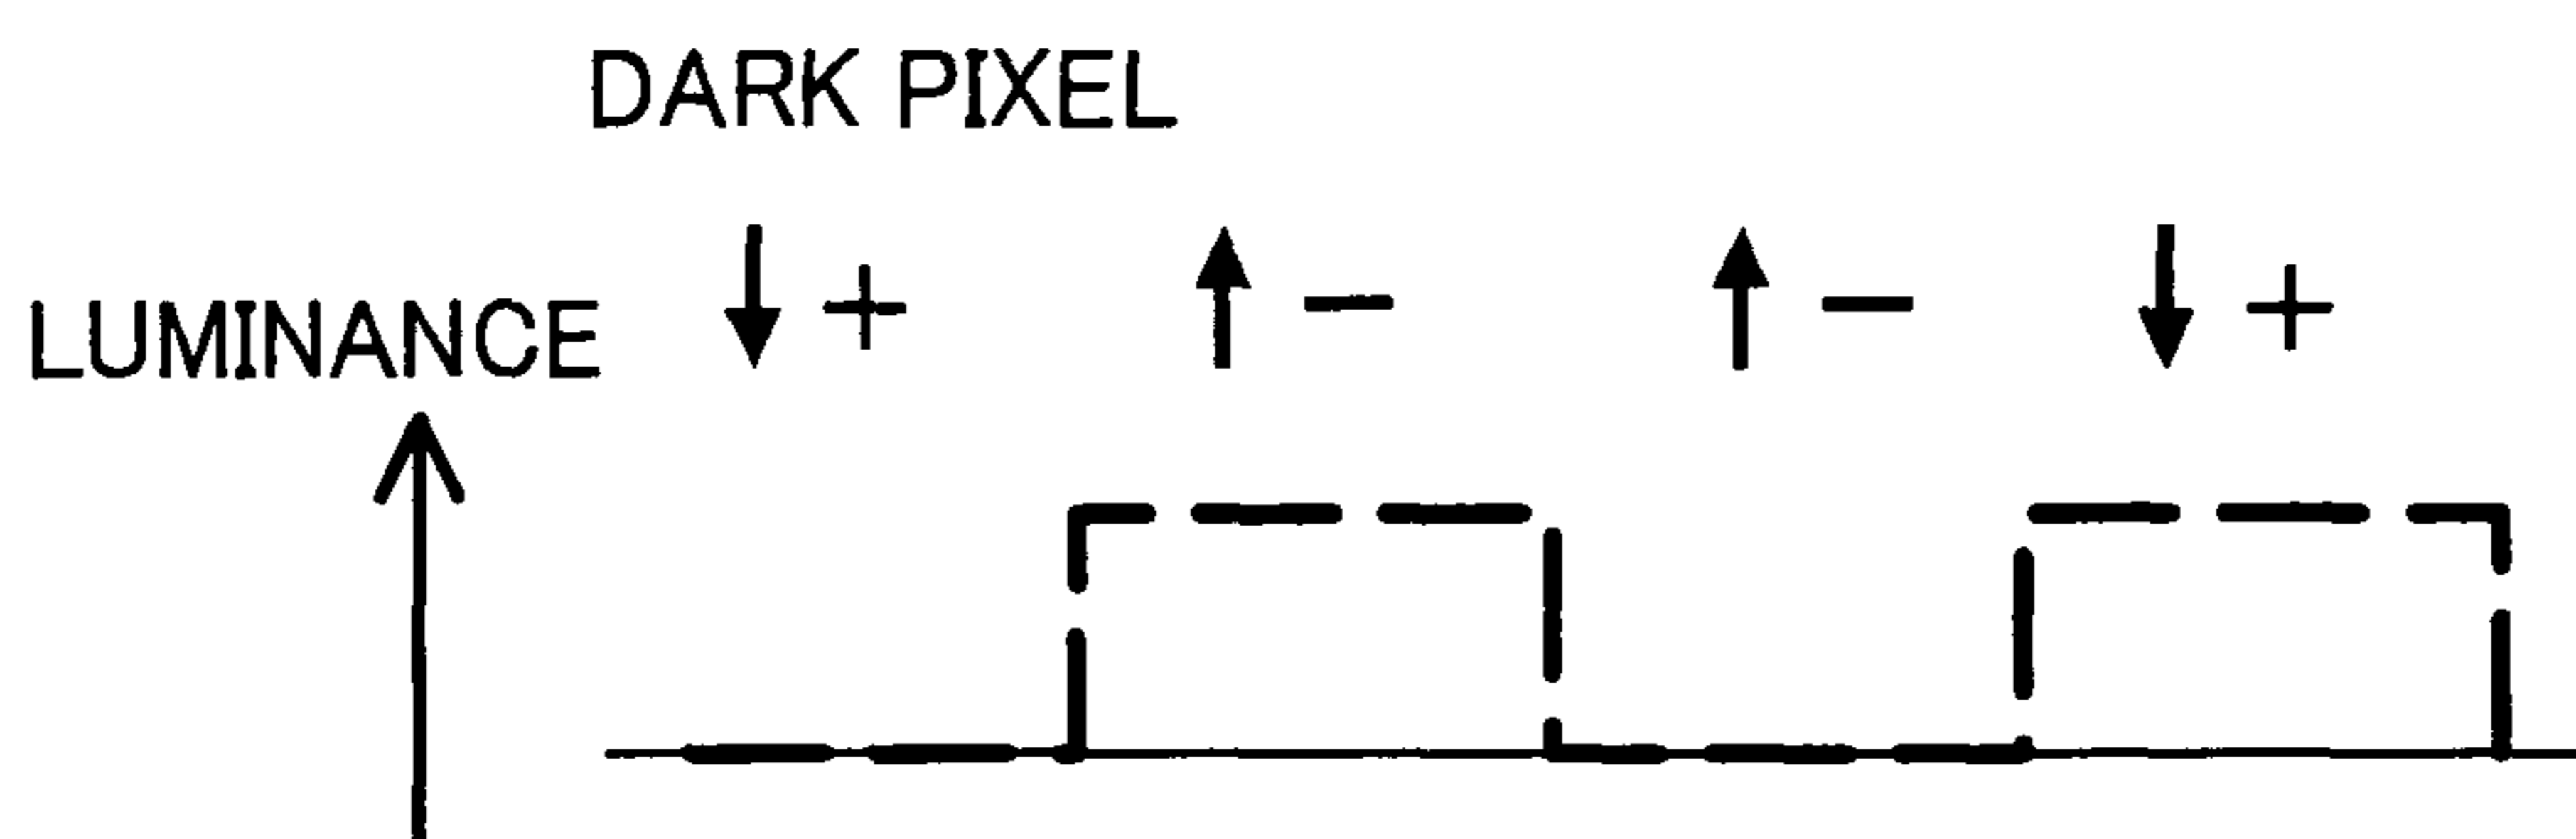 DARK PIXEL
↓ + ↑ − ↑ − ↓ +
LUMINANCE